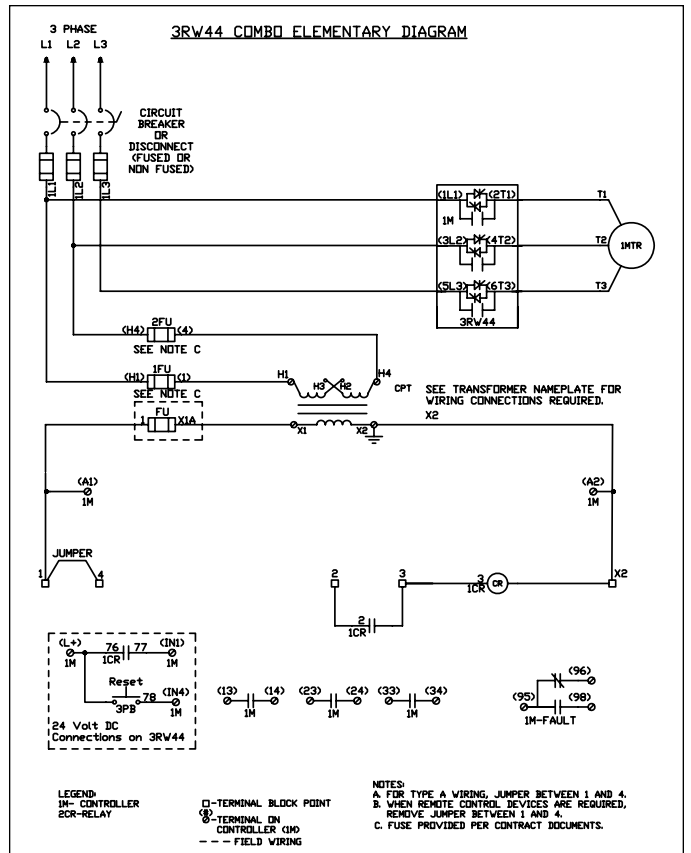 3RW44 COMBO ELEMENTARY DIAGRAM
3 PHASE
L1 L2 L3
CIRCUIT
BREAKER
OR
DISCONNECT
(FUSED OR
NON FUSED)
1L1 1L2 1L3
(1L1) (2T1) T1
1M
(3L2) (4T2) T2 1MTR
(5L3) (6T3) T3
3RW44
2FU
(H4) (4)
SEE NOTE C
1FU
(H1) (1) H1 H3 H2 H4
SEE NOTE C
CPT
SEE TRANSFORMER NAMEPLATE FOR
WIRING CONNECTIONS REQUIRED.
FU
1 X1A X1 X2 X2
(A1) (A2)
1M 1M
JUMPER
1 4 2 3 3 CR X2
1CR
2
1CR
(L+) 76 77 (IN1)
1M 1CR 1M
Reset
78 (IN4)
3PB 1M
24 Volt DC
Connections on 3RW44
(13) (14) (23) (24) (33) (34)
1M 1M 1M
(96)
(95) (98)
1M-FAULT
LEGEND:
1M- CONTROLLER
2CR-RELAY
□-TERMINAL BLOCK POINT
(#)
⊘-TERMINAL ON
CONTROLLER (1M)
--- FIELD WIRING
NOTES:
A. FOR TYPE A WIRING, JUMPER BETWEEN 1 AND 4.
B. WHEN REMOTE CONTROL DEVICES ARE REQUIRED,
REMOVE JUMPER BETWEEN 1 AND 4.
C. FUSE PROVIDED PER CONTRACT DOCUMENTS.